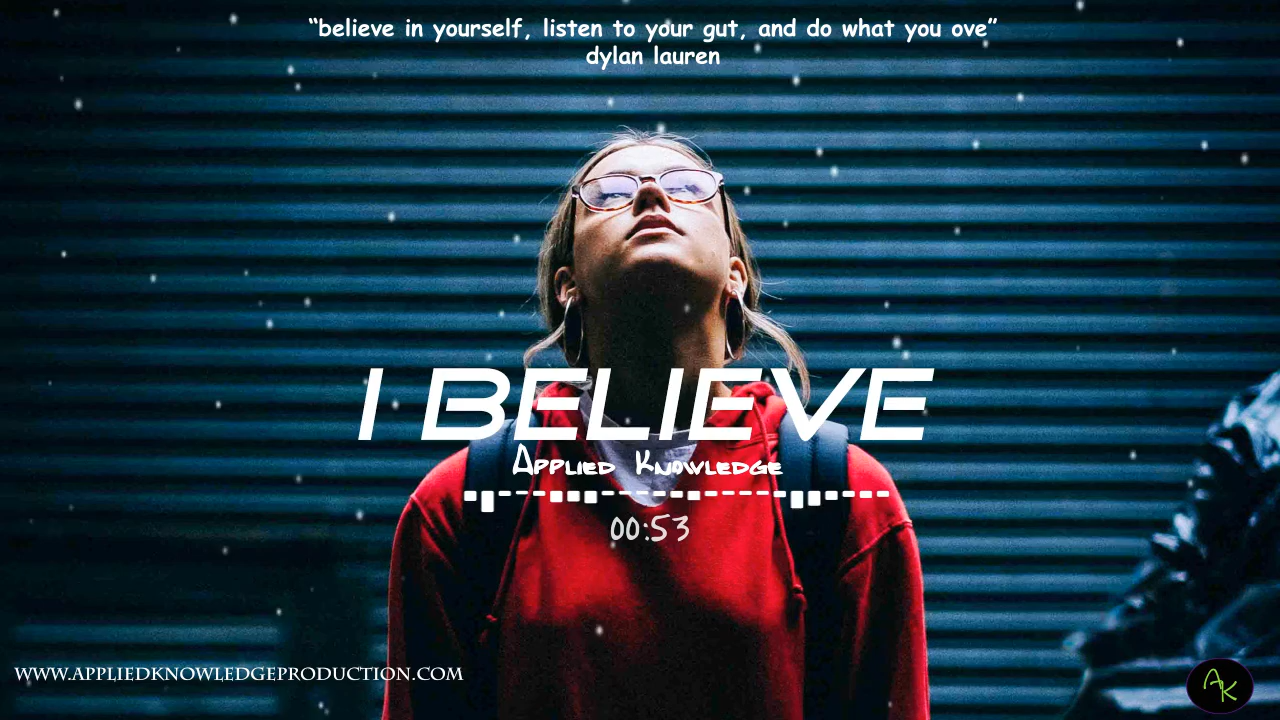 “believe in yourself, listen to your gut, and do what you ove”
dylan lauren
I BELIEVE
Applied Knowledge
00:53
www.appliedknowledgeproduction.com
AK